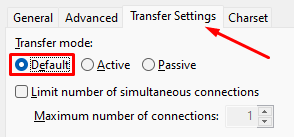 General Advanced Transfer Settings Charset
Transfer mode:
Default Active Passive
Limit number of simultaneous connections
Maximum number of connections: 1